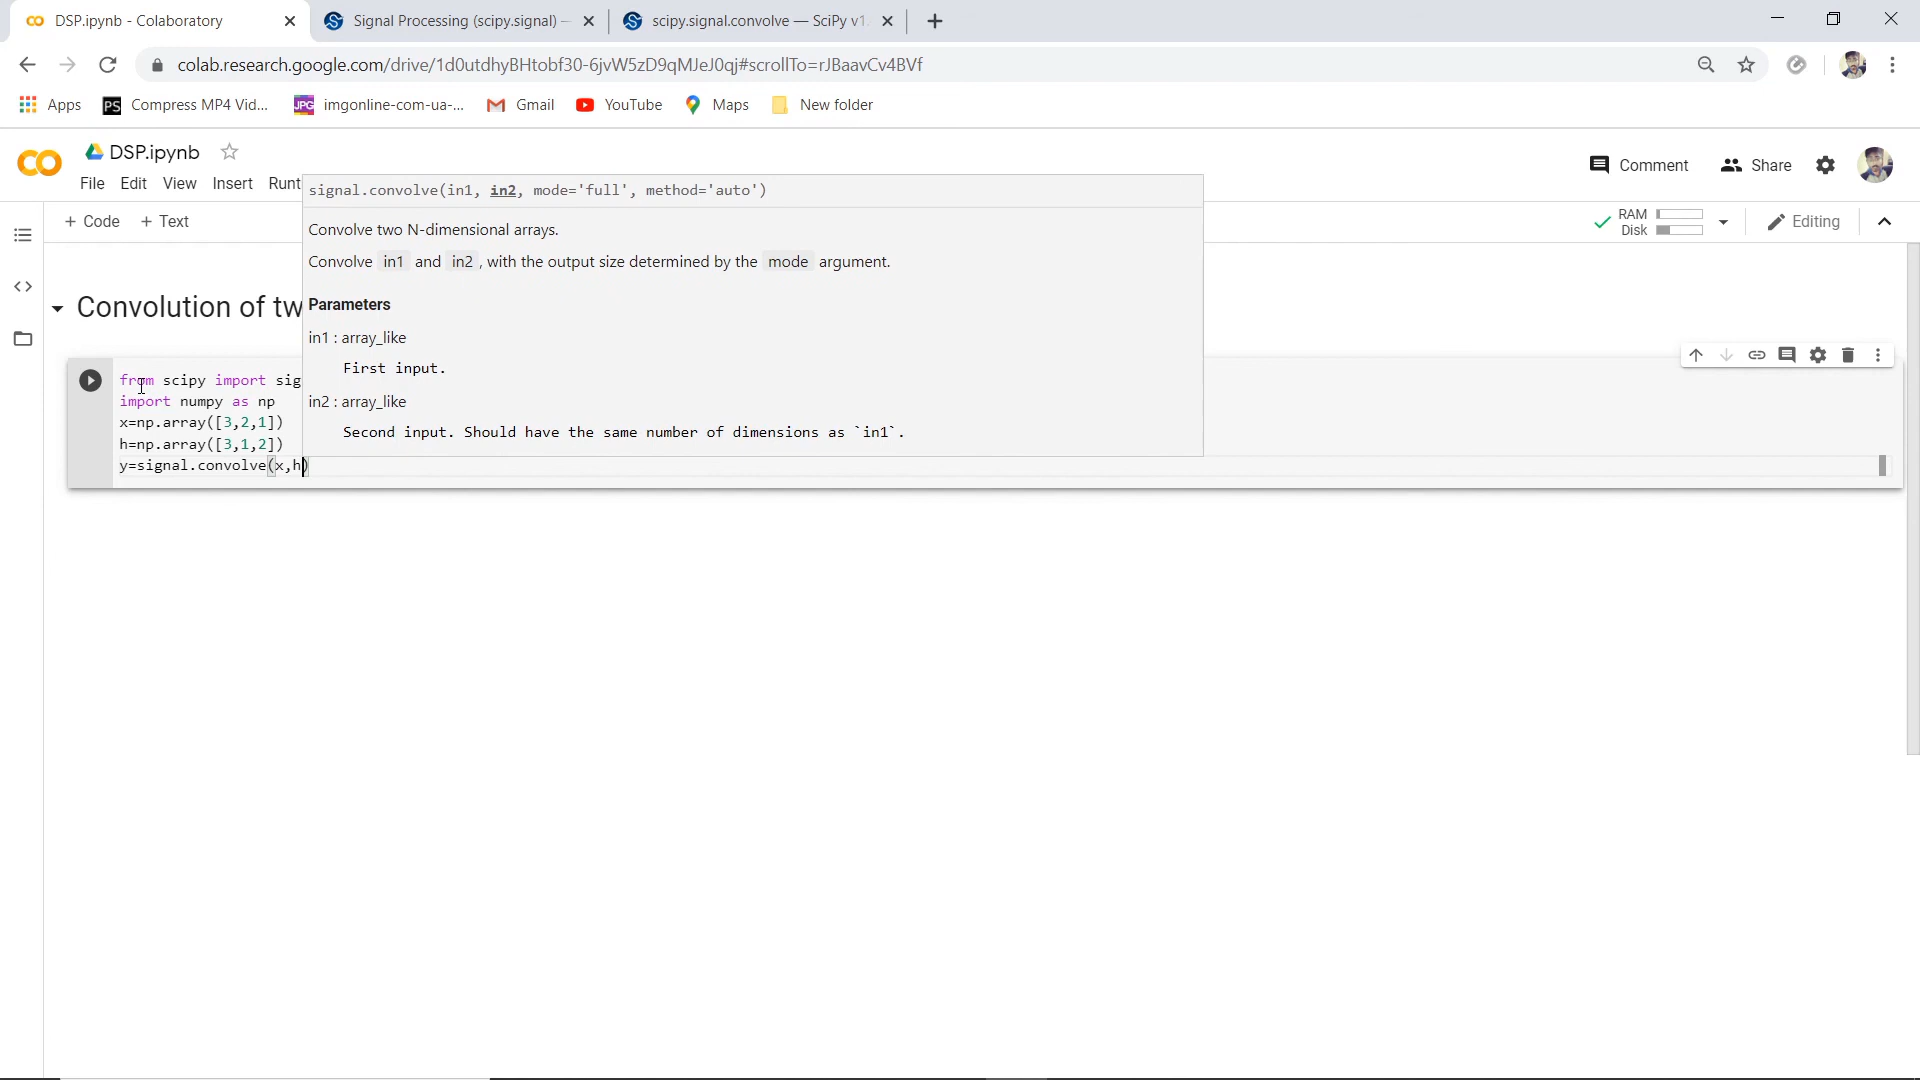 DSP.ipynb - Colaboratory
Signal Processing (scipy.signal) —
scipy.signal.convolve — SciPy v1.
colab.research.google.com/drive/1d0utdhyBHtobf30-6jvW5zD9qMJeJ0qj#scrollTo=rJBaavCv4BVf
Apps
PS Compress MP4 Vid...
JPG imgonline-com-ua-...
Gmail
YouTube
Maps
New folder
CO DSP.ipynb
Comment
Share
File Edit View Insert Runt
+ Code + Text
RAM
Disk
Editing
signal.convolve(in1, in2, mode='full', method='auto')
Convolve two N-dimensional arrays.
Convolve in1 and in2 , with the output size determined by the mode argument.
Parameters
in1 : array_like
First input.
in2 : array_like
Second input. Should have the same number of dimensions as `in1`.
Convolution of tw
from scipy import sig
import numpy as np
x=np.array([3,2,1])
h=np.array([3,1,2])
y=signal.convolve(x,h)